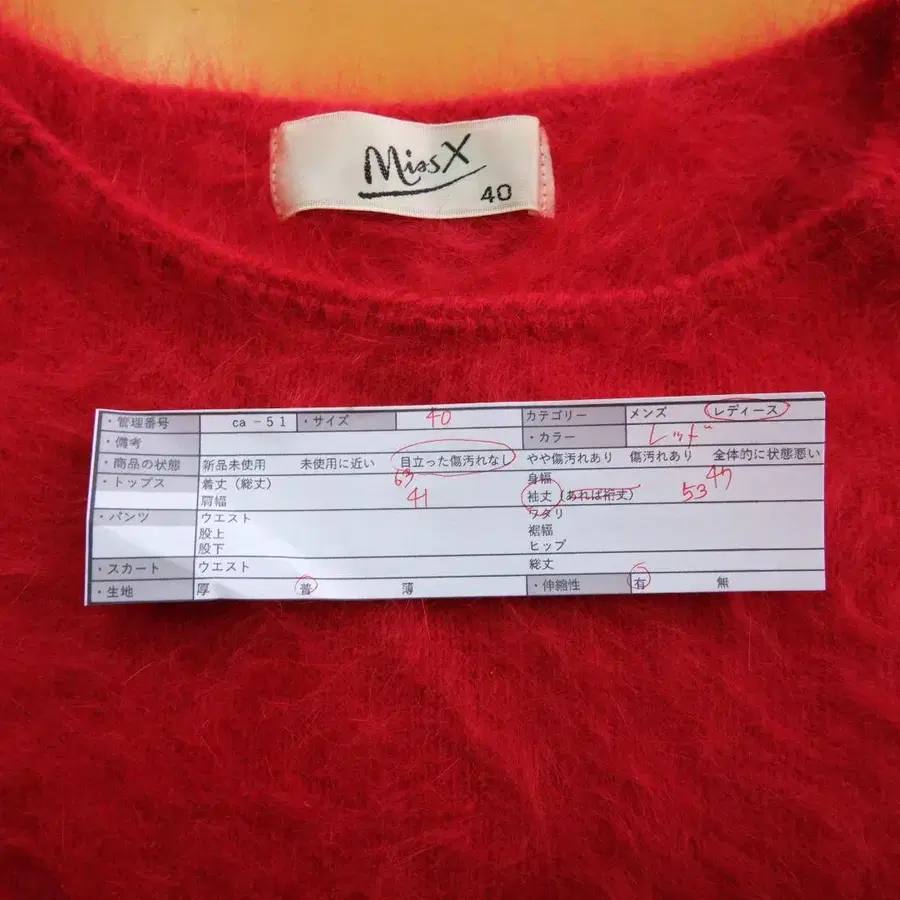 MissX
40
・管理番号 ca－51 ・サイズ 40 カテゴリー メンズ レディース
・備考 ・カラー レッド
・商品の状態 新品未使用 未使用に近い 目立った傷汚れなし やや傷汚れあり 傷汚れあり 全体的に状態悪い
・トップス 着丈（総丈） 63 身幅 45
肩幅 41 袖丈（あれば裄丈） 53
・パンツ ウエスト ワタリ
股上 裾幅
股下 ヒップ
・スカート ウエスト 総丈
・生地 厚 普 薄 ・伸縮性 有 無